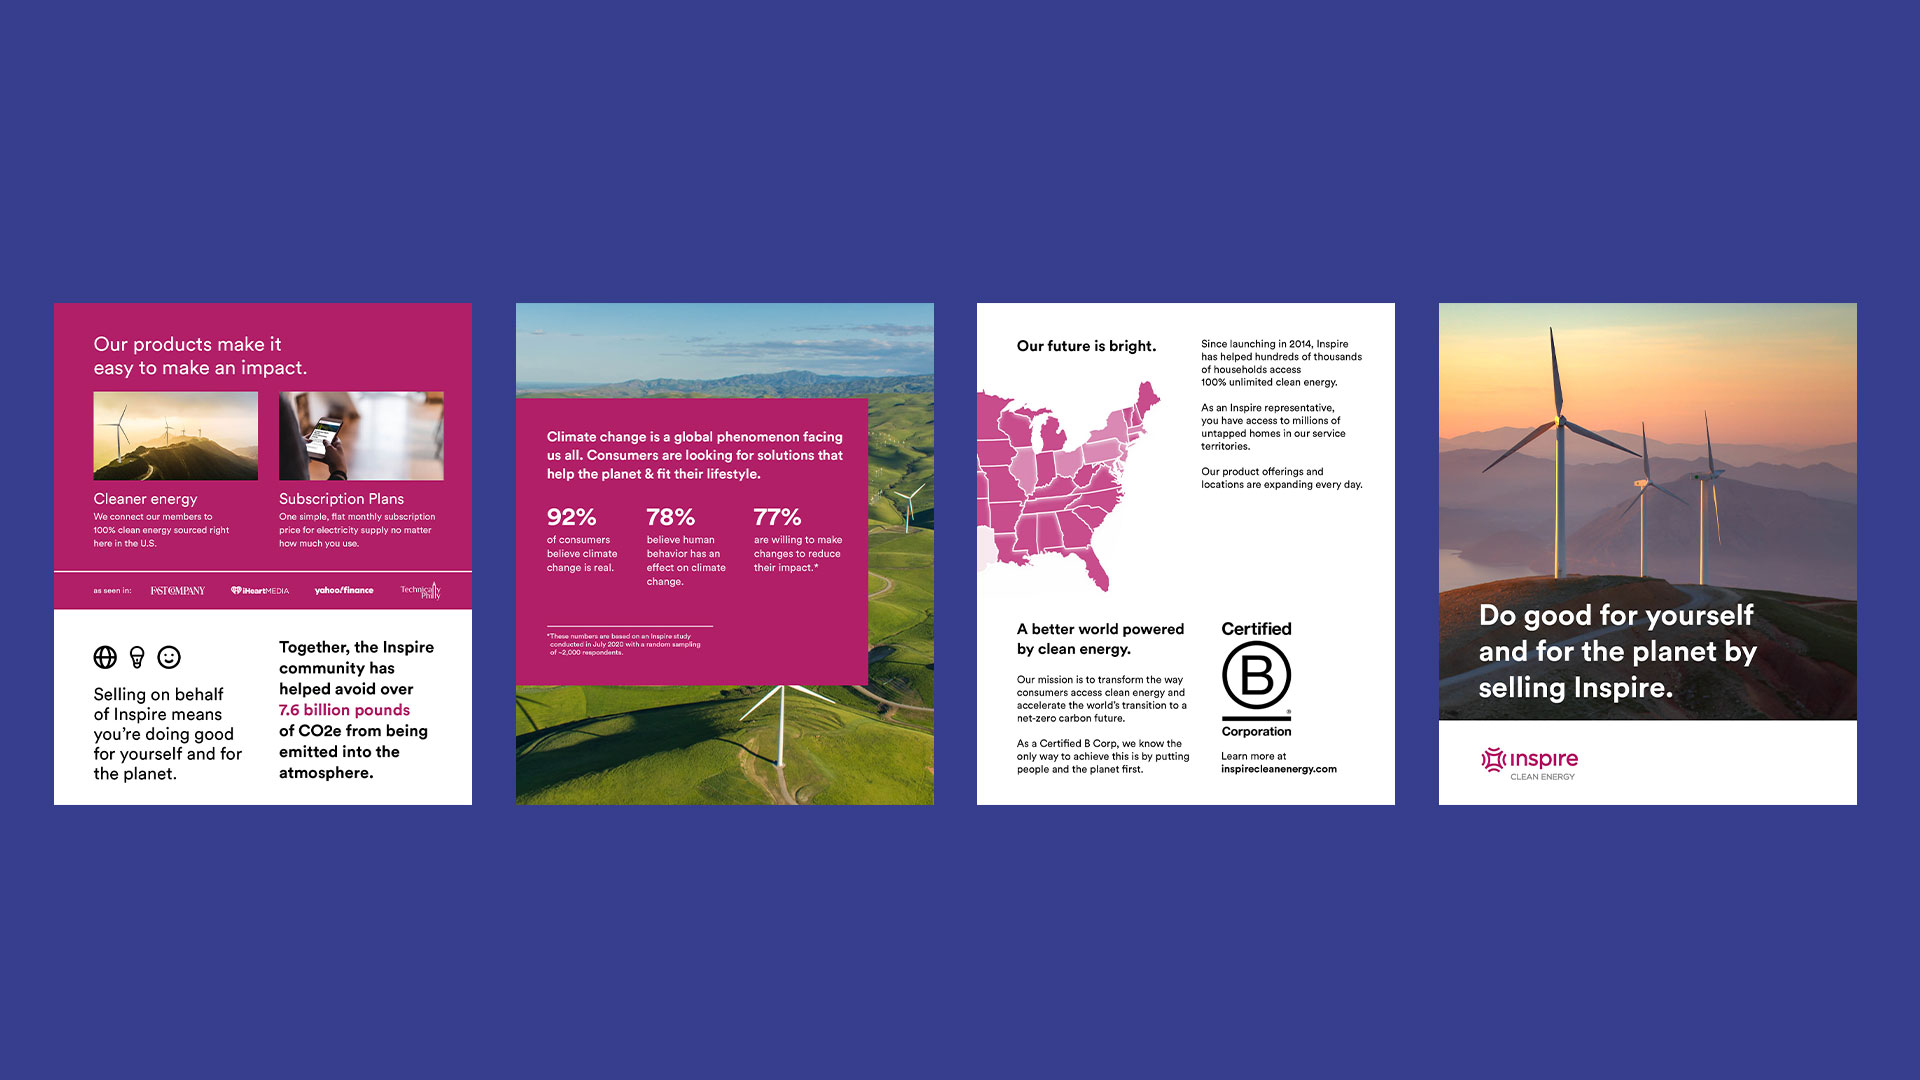 Our products make it
easy to make an impact.
Cleaner energy
We connect our members to
100% clean energy sourced right
here in the U.S.
Subscription Plans
One simple, flat monthly subscription
price for electricity supply no matter
how much you use.
as seen in:
FAST COMPANY
iHeartMEDIA
yahoo!finance
Technically
Philly
Selling on behalf
of Inspire means
you're doing good
for yourself and for
the planet.
Together, the Inspire
community has
helped avoid over
7.6 billion pounds
of CO2e from being
emitted into the
atmosphere.
Climate change is a global phenomenon facing
us all. Consumers are looking for solutions that
help the planet & fit their lifestyle.
92%
of consumers
believe climate
change is real.
78%
believe human
behavior has an
effect on climate
change.
77%
are willing to make
changes to reduce
their impact.*
*These numbers are based on an Inspire study
conducted in July 2020 with a random sampling
of ~2,000 respondents.
Our future is bright.
Since launching in 2014, Inspire
has helped hundreds of thousands
of households access
100% unlimited clean energy.
As an Inspire representative,
you have access to millions of
untapped homes in our service
territories.
Our product offerings and
locations are expanding every day.
A better world powered
by clean energy.
Our mission is to transform the way
consumers access clean energy and
accelerate the world's transition to a
net-zero carbon future.
As a Certified B Corp, we know the
only way to achieve this is by putting
people and the planet first.
Certified
B
®
Corporation
Learn more at
inspirecleanenergy.com
Do good for yourself
and for the planet by
selling Inspire.
inspire
CLEAN ENERGY